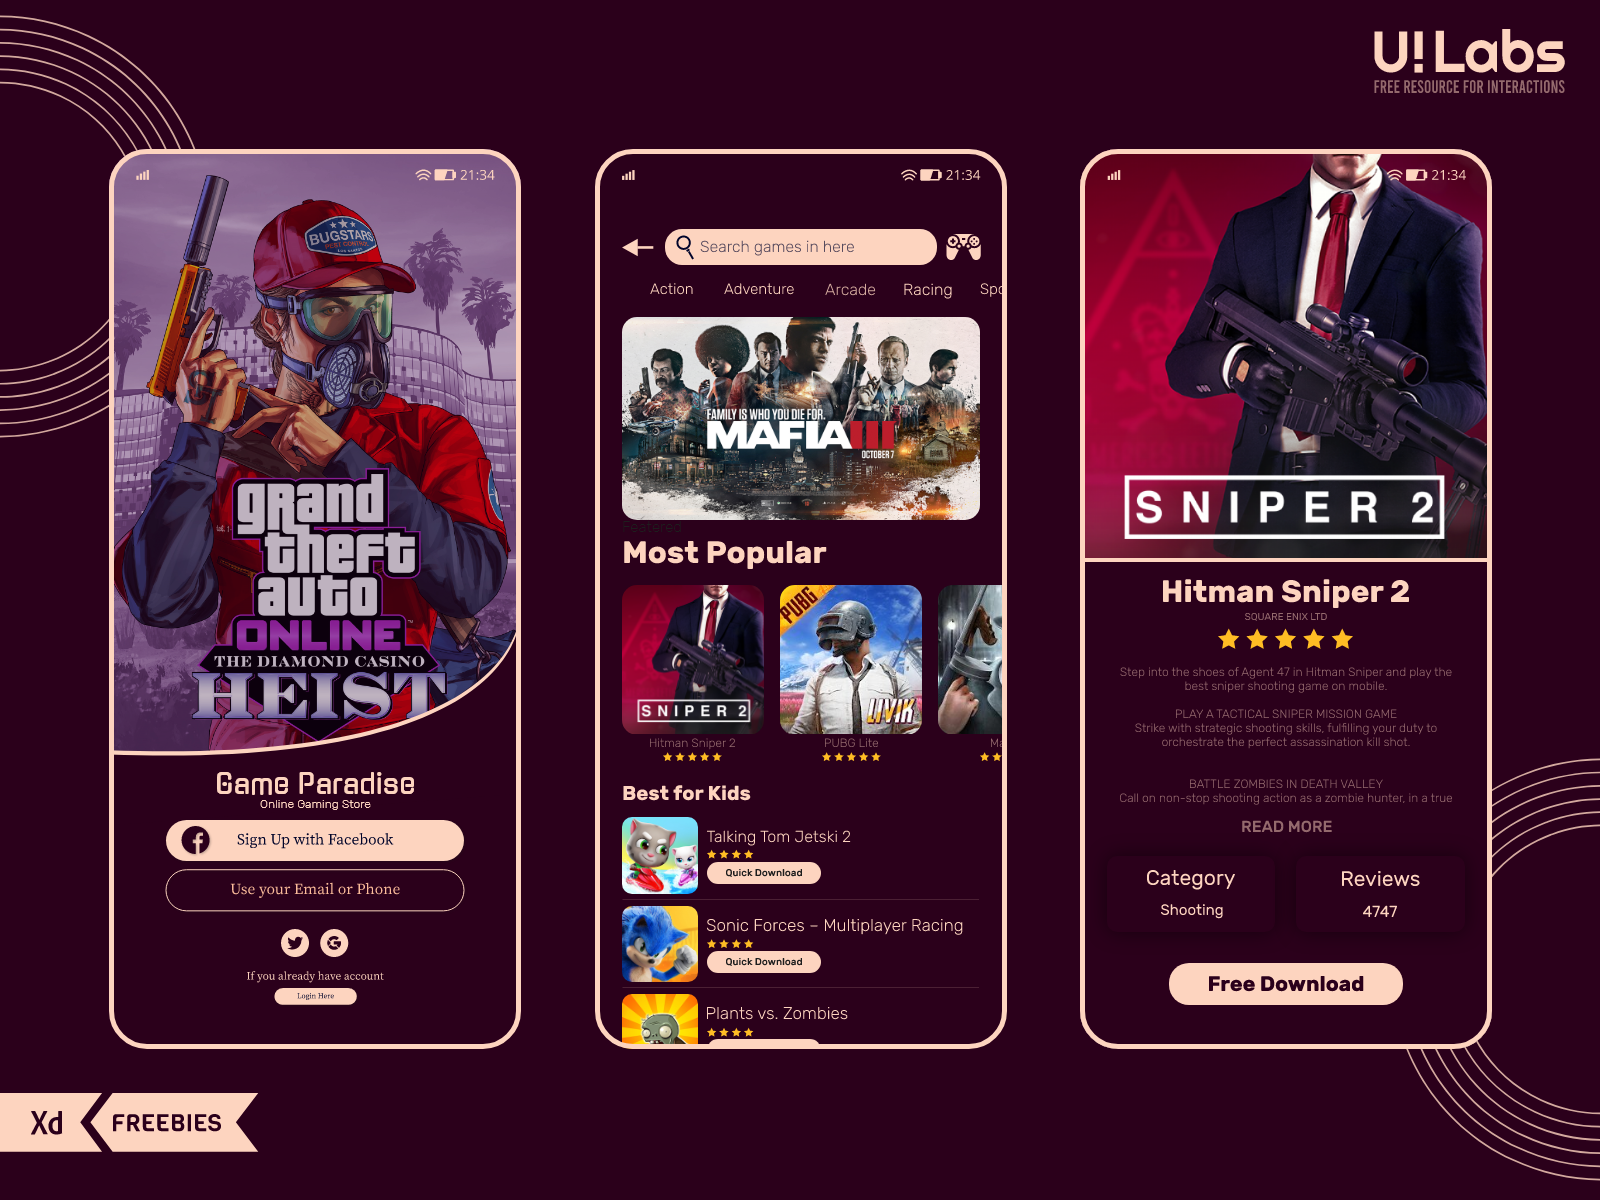 U!Labs
FREE RESOURCE FOR INTERACTIONS
21:34
BUGSTARS
PEST CONTROL
grand
theft
auto
ONLINE
THE DIAMOND CASINO
HEIST
Game Paradise
Online Gaming Store
Sign Up with Facebook
Use your Email or Phone
If you already have account
Login Here
21:34
Search games in here
Action Adventure Arcade Racing Spo
FAMILY IS WHO YOU DIE FOR.
MAFIA III
OCTOBER 7
Featured
Most Popular
SNIPER 2
PUBG
LIVIK
Hitman Sniper 2
PUBG Lite
Ma
Best for Kids
Talking Tom Jetski 2
Quick Download
Sonic Forces – Multiplayer Racing
Quick Download
Plants vs. Zombies
21:34
SNIPER 2
Hitman Sniper 2
SQUARE ENIX LTD
Step into the shoes of Agent 47 in Hitman Sniper and play the
best sniper shooting game on mobile.
PLAY A TACTICAL SNIPER MISSION GAME
Strike with strategic shooting skills, fulfilling your duty to
orchestrate the perfect assassination kill shot.
BATTLE ZOMBIES IN DEATH VALLEY
Call on non-stop shooting action as a zombie hunter, in a true
READ MORE
Category
Shooting
Reviews
4747
Free Download
Xd
FREEBIES